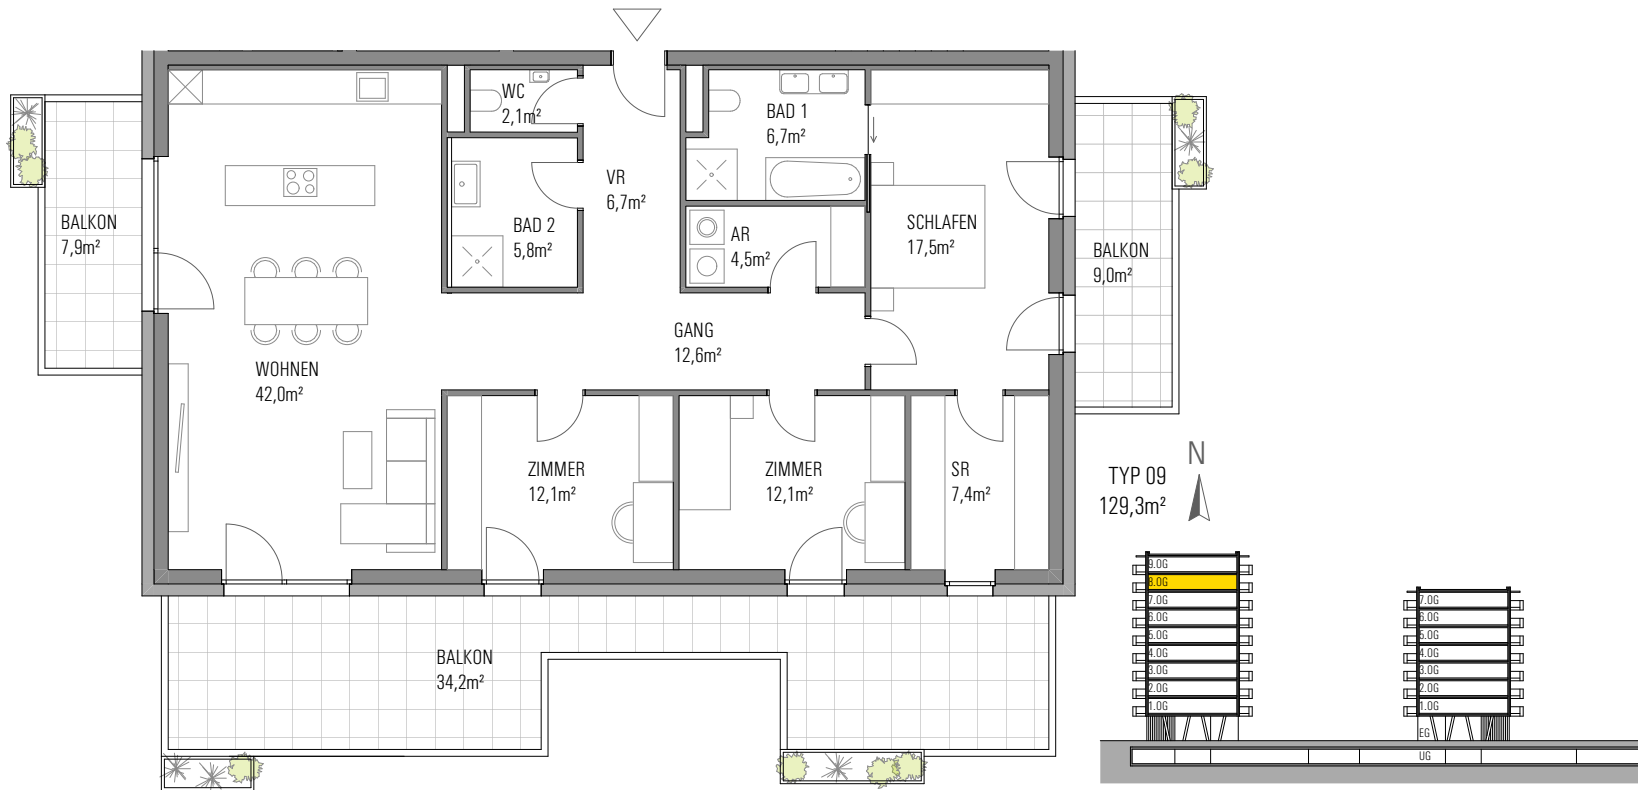 WC
2,1m²
BAD 1
6,7m²
VR
6,7m²
BALKON
7,9m²
BAD 2
5,8m²
AR
4,5m²
SCHLAFEN
17,5m²
BALKON
9,0m²
GANG
12,6m²
WOHNEN
42,0m²
ZIMMER
12,1m²
ZIMMER
12,1m²
SR
7,4m²
N
TYP 09
129,3m²
BALKON
34,2m²
9.OG
8.OG
7.OG
6.OG
5.OG
4.OG
3.OG
2.OG
1.OG
7.OG
6.OG
5.OG
4.OG
3.OG
2.OG
1.OG
EG
UG